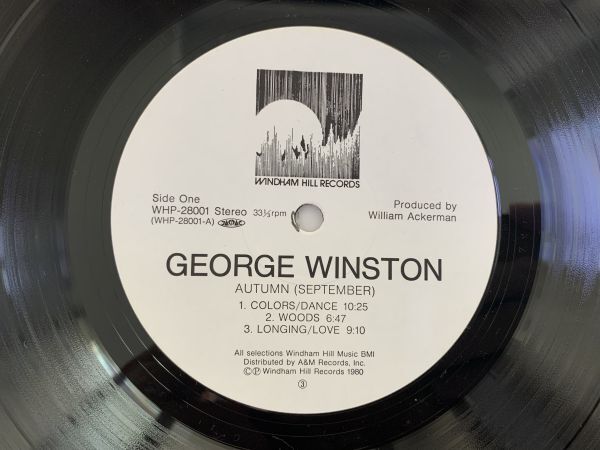 WINDHAM HILL RECORDS
Side One
WHP-28001 Stereo 33⅓rpm
(WHP-28001-A)
Produced by
William Ackerman
GEORGE WINSTON
AUTUMN (SEPTEMBER)
1. COLORS/DANCE 10:25
2. WOODS 6:47
3. LONGING/LOVE 9:10
All selections Windham Hill Music BMI
Distributed by A&M Records, Inc.
©℗ Windham Hill Records 1980
③